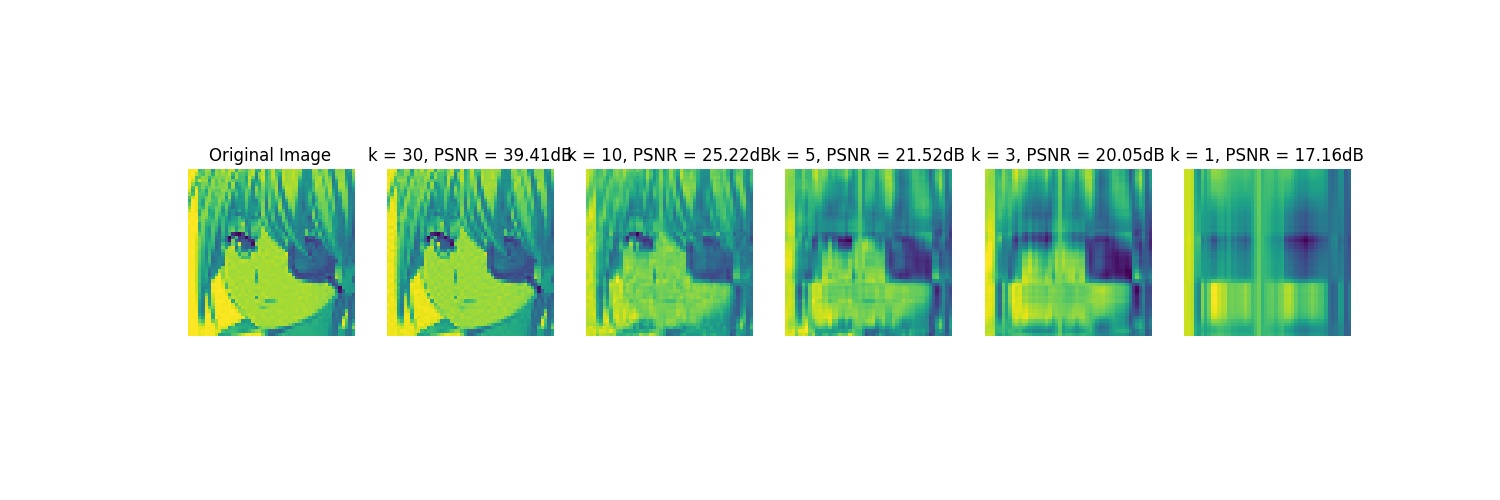 Original Image
k = 30, PSNR = 39.41dB
k = 10, PSNR = 25.22dB
k = 5, PSNR = 21.52dB
k = 3, PSNR = 20.05dB
k = 1, PSNR = 17.16dB